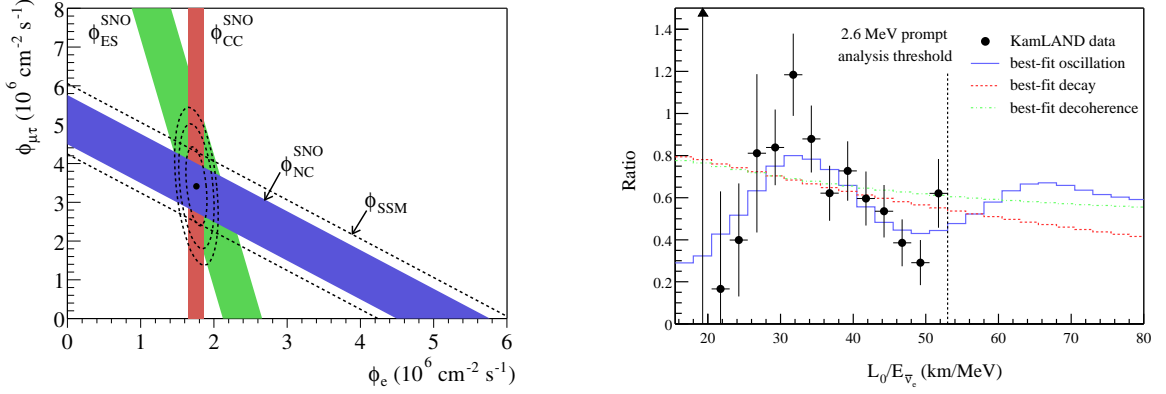 ϕ_ES^SNO
ϕ_CC^SNO
ϕ_NC^SNO
ϕ_SSM
ϕ_μτ (10^6 cm^-2 s^-1)
8
7
6
5
4
3
2
1
0
0 1 2 3 4 5 6
ϕ_e (10^6 cm^-2 s^-1)
2.6 MeV prompt
analysis threshold
KamLAND data
best-fit oscillation
best-fit decay
best-fit decoherence
Ratio
1.4
1.2
1
0.8
0.6
0.4
0.2
0
20 30 40 50 60 70 80
L_0/E_ν̄_e (km/MeV)